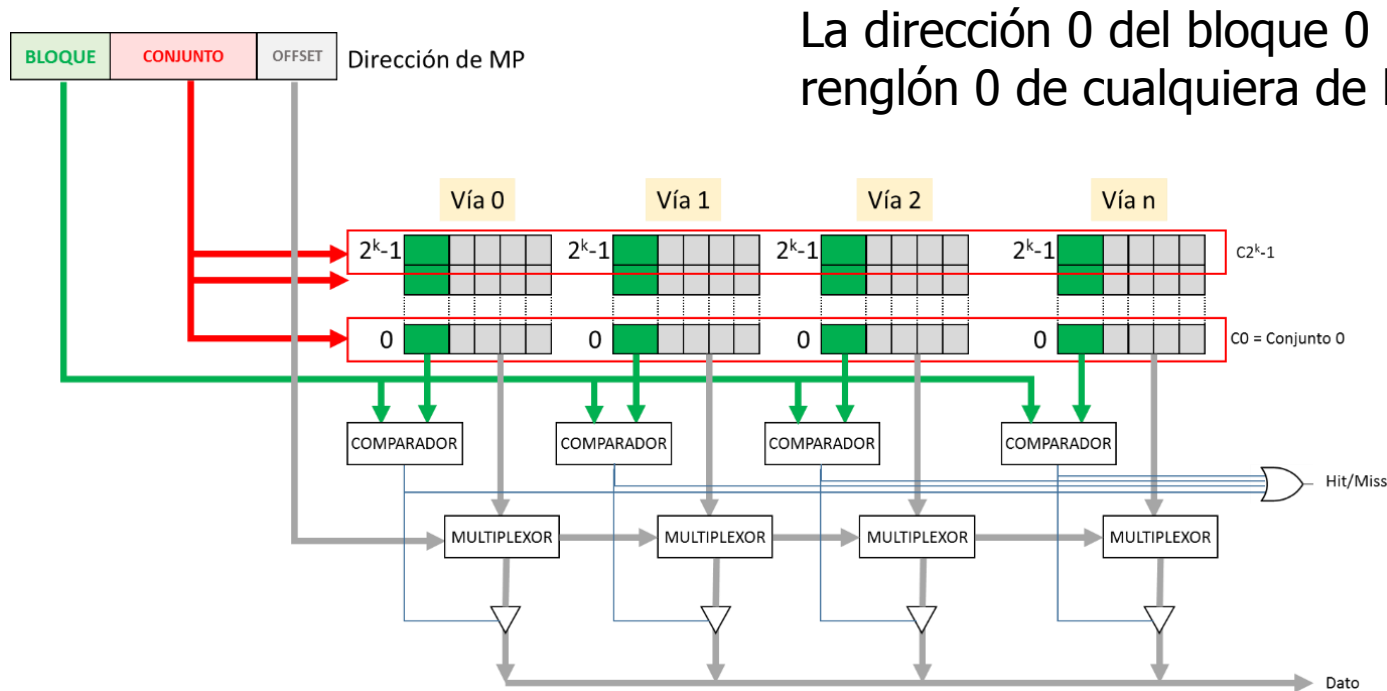 La dirección 0 del bloque 0
renglón 0 de cualquiera de
BLOQUE CONJUNTO OFFSET Dirección de MP
Vía 0 Vía 1 Vía 2 Vía n
2ᵏ-1 2ᵏ-1 2ᵏ-1 2ᵏ-1 C2ᵏ-1
0 0 0 0 C0 = Conjunto 0
COMPARADOR COMPARADOR COMPARADOR COMPARADOR
Hit/Miss
MULTIPLEXOR MULTIPLEXOR MULTIPLEXOR MULTIPLEXOR
Dato